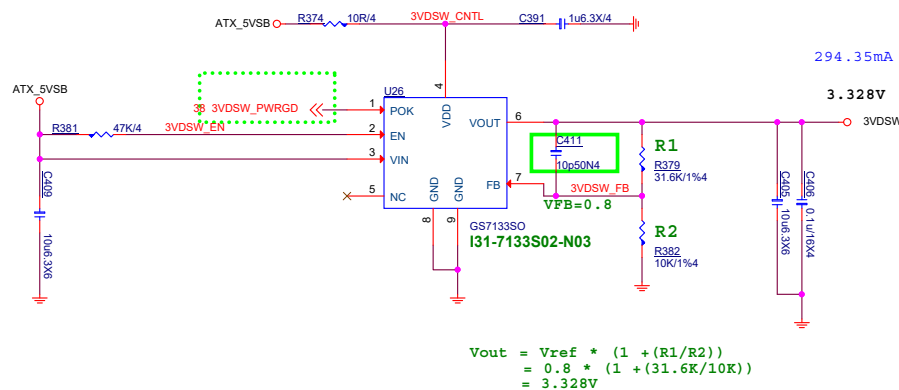 ATX_5VSB
R374
10R/4
3VDSW_CNTL
C391
1u6.3X/4
294.35mA
3.328V
3VDSW
ATX_5VSB
38 3VDSW_PWRGD
R381
47K/4
3VDSW_EN
U26
1
POK
2
EN
3
VIN
5
NC
4
VDD
VOUT
6
FB
7
GND
GND
8
9
GS7133SO
I31-7133S02-N03
C411
10p50N4
3VDSW_FB
VFB=0.8
R1
R379
31.6K/1%4
R2
R382
10K/1%4
C409
10u6.3X6
C405
10u6.3X6
C406
0.1u/16X4
Vout = Vref * (1 +(R1/R2))
= 0.8 * (1 +(31.6K/10K))
= 3.328V